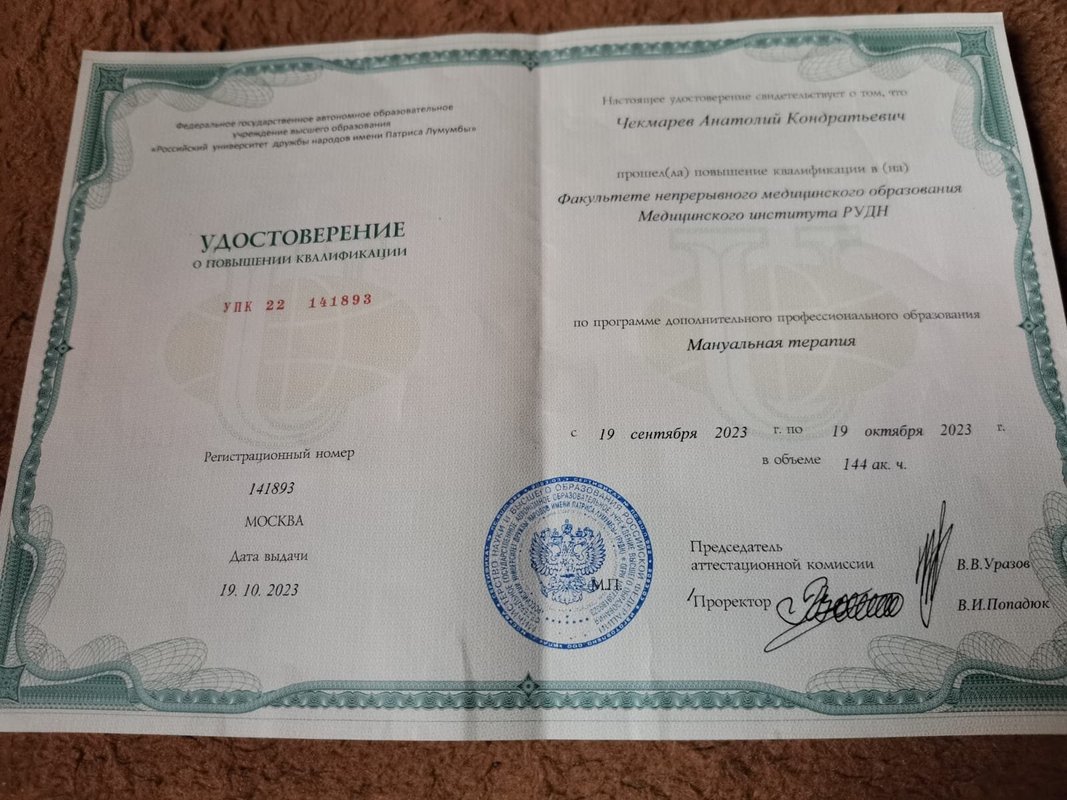 Федеральное государственное автономное образовательное
учреждение высшего образования
«Российский университет дружбы народов имени Патриса Лумумбы»
УДОСТОВЕРЕНИЕ
О ПОВЫШЕНИИ КВАЛИФИКАЦИИ
УПК 22 141893
Регистрационный номер
141893
МОСКВА
Дата выдачи
19. 10. 2023
Настоящее удостоверение свидетельствует о том, что
Чекмарев Анатолий Кондратьевич
прошел(ла) повышение квалификации в (на)
Факультете непрерывного медицинского образования
Медицинского института РУДН
по программе дополнительного профессионального образования
Мануальная терапия
с 19 сентября 2023 г. по 19 октября 2023 г.
в объеме 144 ак. ч.
М.П.
Председатель
аттестационной комиссии В.В.Уразов
Проректор В.И.Попадюк